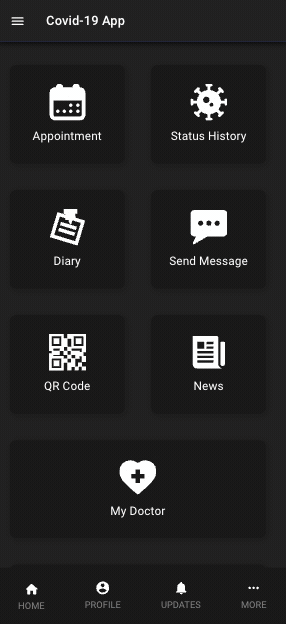 Covid-19 App
Appointment
Status History
Diary
Send Message
QR Code
News
My Doctor
HOME
PROFILE
UPDATES
MORE